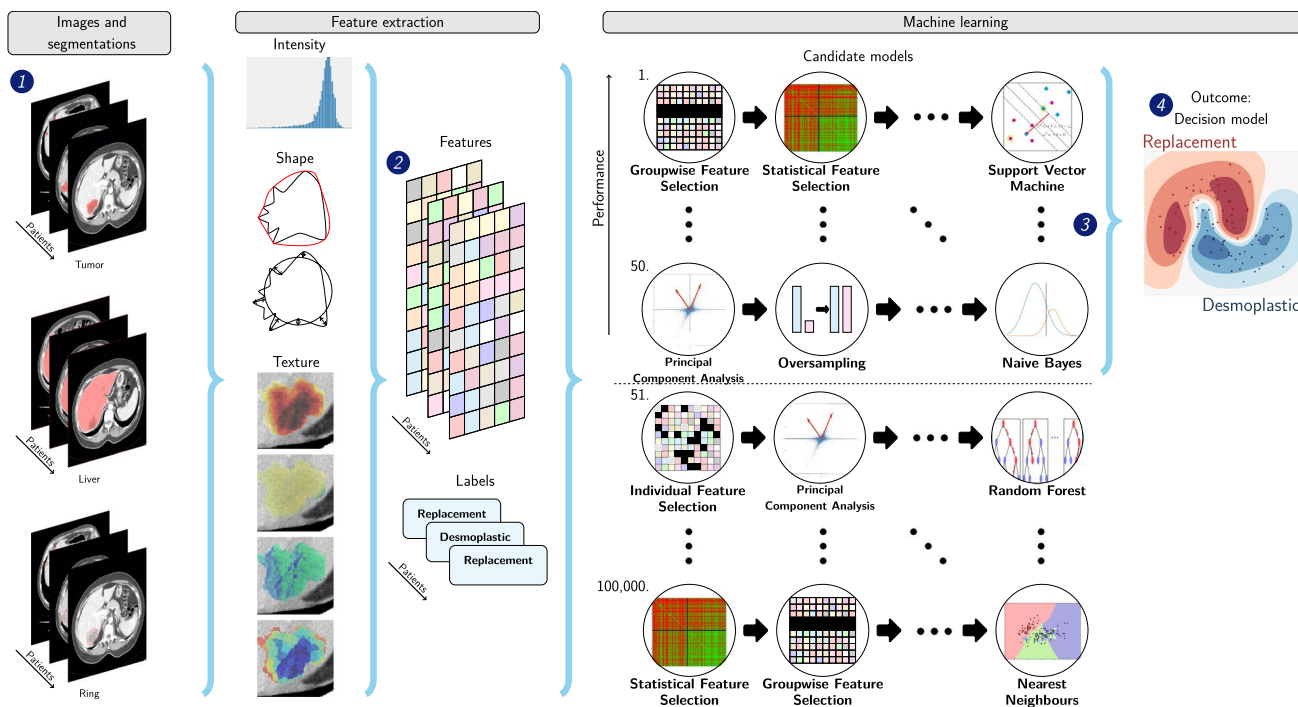 Images and
segmentations
1
Patients
Tumor
Patients
Liver
Patients
Ring
Feature extraction
Intensity
Shape
Texture
2
Features
Patients
Labels
Replacement
Desmoplastic
Replacement
Patients
Machine learning
Candidate models
Performance
1.
Groupwise Feature
Selection
Statistical Feature
Selection
Support Vector
Machine
3
50.
Principal
Component Analysis
Oversampling
Naive Bayes
51.
Individual Feature
Selection
Principal
Component Analysis
Random Forest
100,000.
Statistical Feature
Selection
Groupwise Feature
Selection
Nearest
Neighbours
4
Outcome:
Decision model
Replacement
Desmoplastic